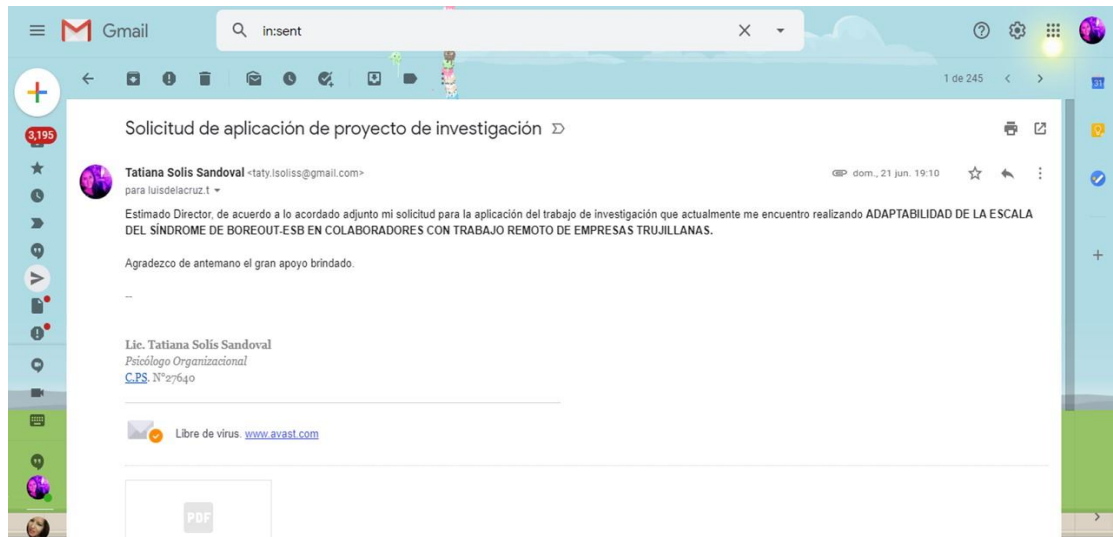 Gmail
in:sent
1 de 245
31
3,195
Solicitud de aplicación de proyecto de investigación
Tatiana Solis Sandoval <taty.lsoliss@gmail.com>
dom., 21 jun. 19:10
para luisdelacruz.t
Estimado Director, de acuerdo a lo acordado adjunto mi solicitud para la aplicación del trabajo de investigación que actualmente me encuentro realizando ADAPTABILIDAD DE LA ESCALA
DEL SÍNDROME DE BOREOUT-ESB EN COLABORADORES CON TRABAJO REMOTO DE EMPRESAS TRUJILLANAS.
Agradezco de antemano el gran apoyo brindado.
--
Lic. Tatiana Solís Sandoval
Psicólogo Organizacional
C.PS. N°27640
Libre de virus. www.avast.com
PDF